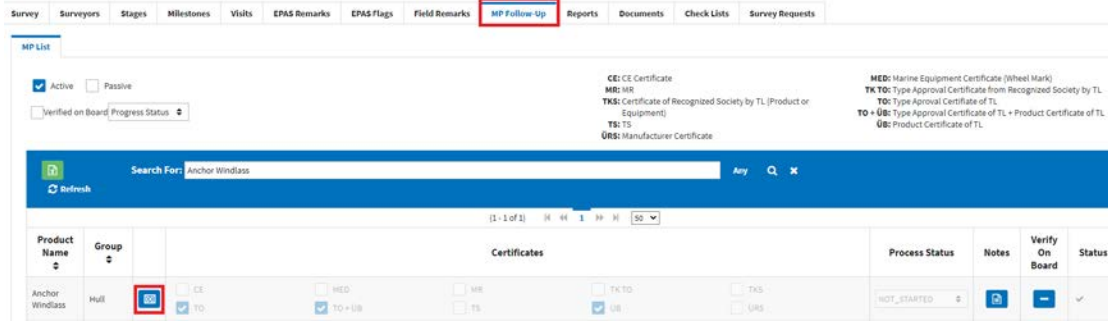 Survey Surveyors Stages Milestones Visits EPAS Remarks EPAS Flags Field Remarks MP Follow-Up Reports Documents Check Lists Survey Requests
MP List
Active Passive
Verified on Board Progress Status
CE: CE Certificate
MR: MR
TKS: Certificate of Recognized Society by TL (Product or
Equipment)
TS: TS
ÜRS: Manufacturer Certificate
MED: Marine Equipment Certificate (Wheel Mark)
TK TO: Type Approval Certificate from Recognized Society by TL
TO: Type Aproval Certfiate of TL
TO + ÜB: Type Approval Certificate of TL + Product Certificate of TL
ÜB: Product Certificate of TL
Search For: Anchor Windlass Any
Refresh
(1 - 1 of 1) 1 50
Product Name Group Certificates Process Status Notes Verify On Board Status
Anchor Windlass Hull CE MED MR TK TO TKS NOT_STARTED
TO TO + ÜB TS ÜB ÜRS